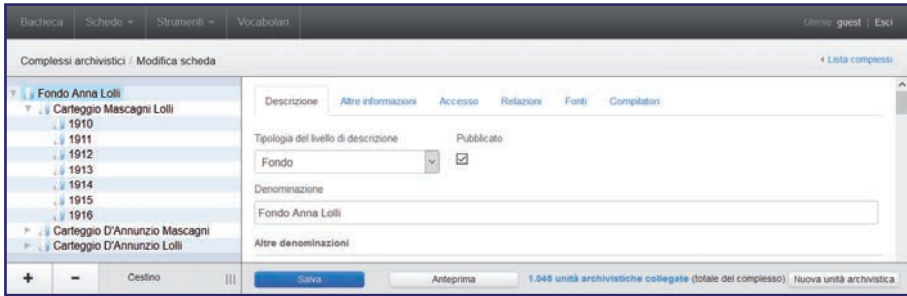 Bacheca Schede Strumenti Vocabolari Utente: guest | Esci
Complessi archivistici / Modifica scheda Lista complessi
Fondo Anna Lolli
Carteggio Mascagni Lolli
1910
1911
1912
1913
1914
1915
1916
Carteggio D'Annunzio Mascagni
Carteggio D'Annunzio Lolli
+ − Cestino
Descrizione Altre informazioni Accesso Relazioni Fonti Compilatori
Tipologia del livello di descrizione Pubblicato
Fondo
Denominazione
Fondo Anna Lolli
Altre denominazioni
Salva Anteprima 1.045 unità archivistiche collegate (totale del complesso) Nuova unità archivistica